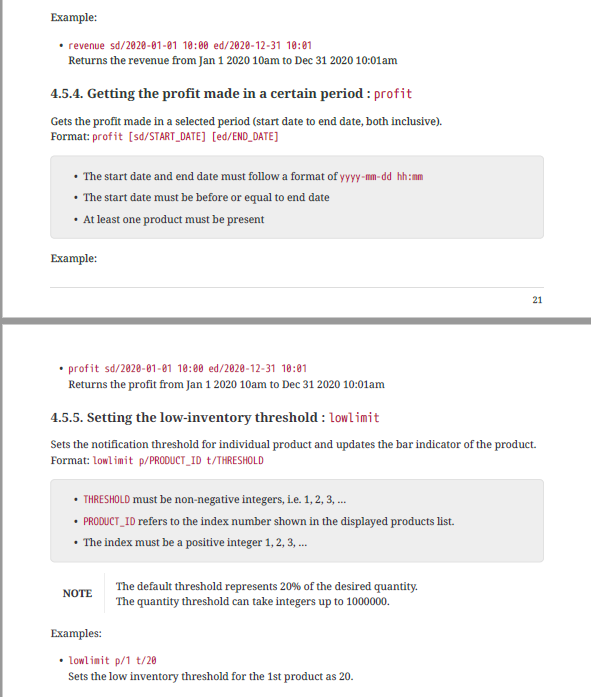 Example:
• revenue sd/2020-01-01 10:00 ed/2020-12-31 10:01
Returns the revenue from Jan 1 2020 10am to Dec 31 2020 10:01am
4.5.4. Getting the profit made in a certain period : profit
Gets the profit made in a selected period (start date to end date, both inclusive).
Format: profit [sd/START_DATE] [ed/END_DATE]
• The start date and end date must follow a format of yyyy-mm-dd hh:mm
• The start date must be before or equal to end date
• At least one product must be present
Example:
21
• profit sd/2020-01-01 10:00 ed/2020-12-31 10:01
Returns the profit from Jan 1 2020 10am to Dec 31 2020 10:01am
4.5.5. Setting the low-inventory threshold : lowlimit
Sets the notification threshold for individual product and updates the bar indicator of the product.
Format: lowlimit p/PRODUCT_ID t/THRESHOLD
• THRESHOLD must be non-negative integers, i.e. 1, 2, 3, …
• PRODUCT_ID refers to the index number shown in the displayed products list.
• The index must be a positive integer 1, 2, 3, …
NOTE
The default threshold represents 20% of the desired quantity.
The quantity threshold can take integers up to 1000000.
Examples:
• lowlimit p/1 t/20
Sets the low inventory threshold for the 1st product as 20.